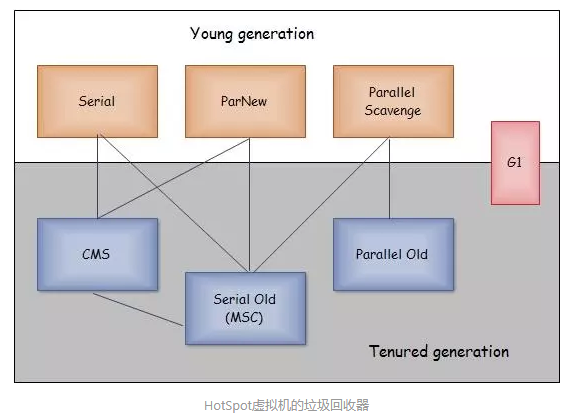 Young generation
Serial
ParNew
Parallel
Scavenge
G1
CMS
Parallel Old
Serial Old
(MSC)
Tenured generation
HotSpot虚拟机的垃圾回收器